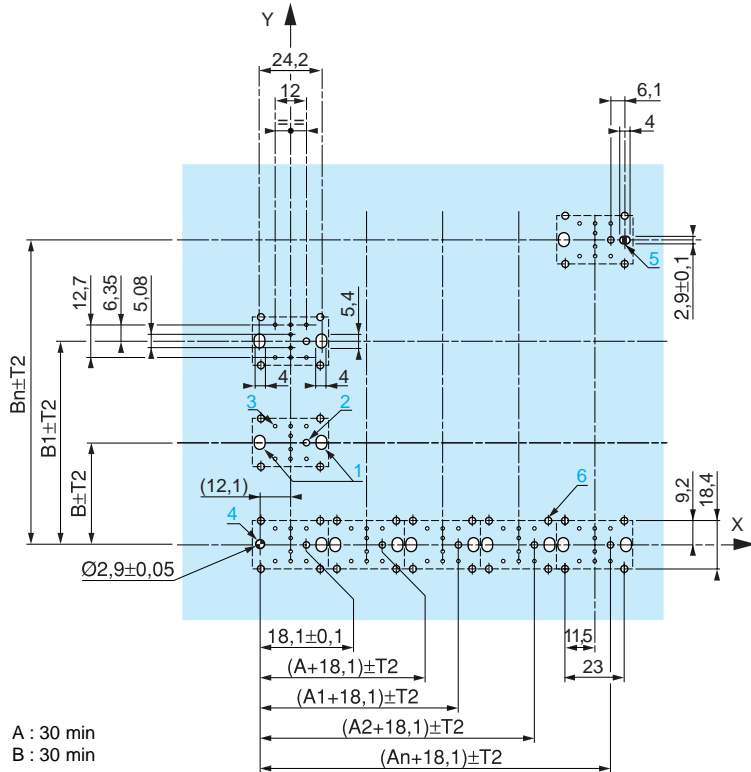 Y
24,2
12
= =
6,1
4
5
2,9±0,1
12,7
6,35
5,08
5,4
4
4
Bn±T2
B1±T2
B±T2
3
2
1
(12,1)
4
6
9,2
18,4
X
Ø2,9±0,05
18,1±0,1
11,5
(A+18,1)±T2
23
(A1+18,1)±T2
(A2+18,1)±T2
(An+18,1)±T2
A : 30 min
B : 30 min